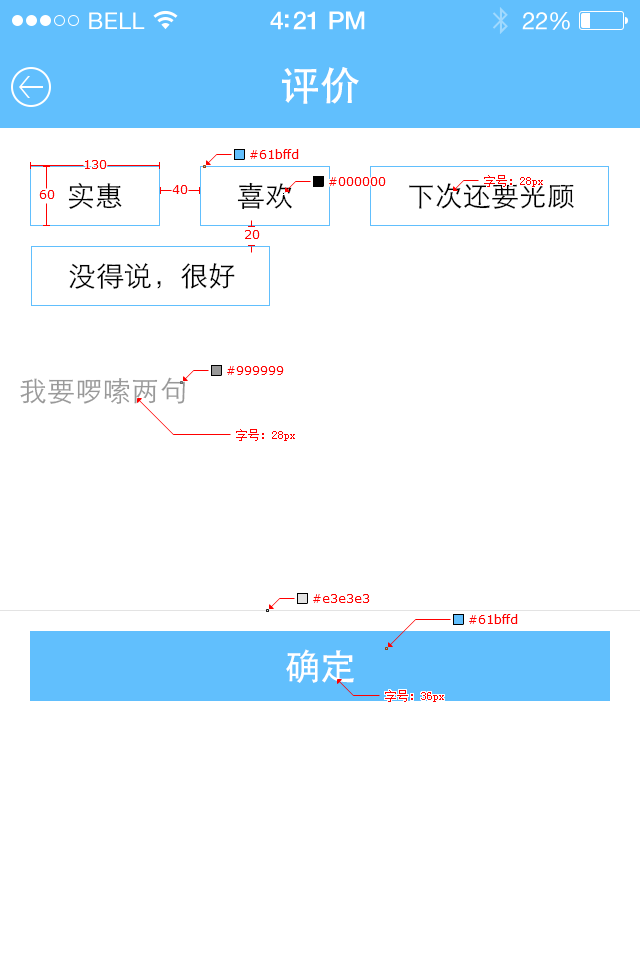 BELL 4:21 PM 22%
评价
130 #61bffd
60 实惠 40 喜欢 #000000 下次还要光顾 字号：28px
20
没得说，很好
#999999
我要啰嗦两句
字号：28px
#e3e3e3
#61bffd
确定
字号：36px